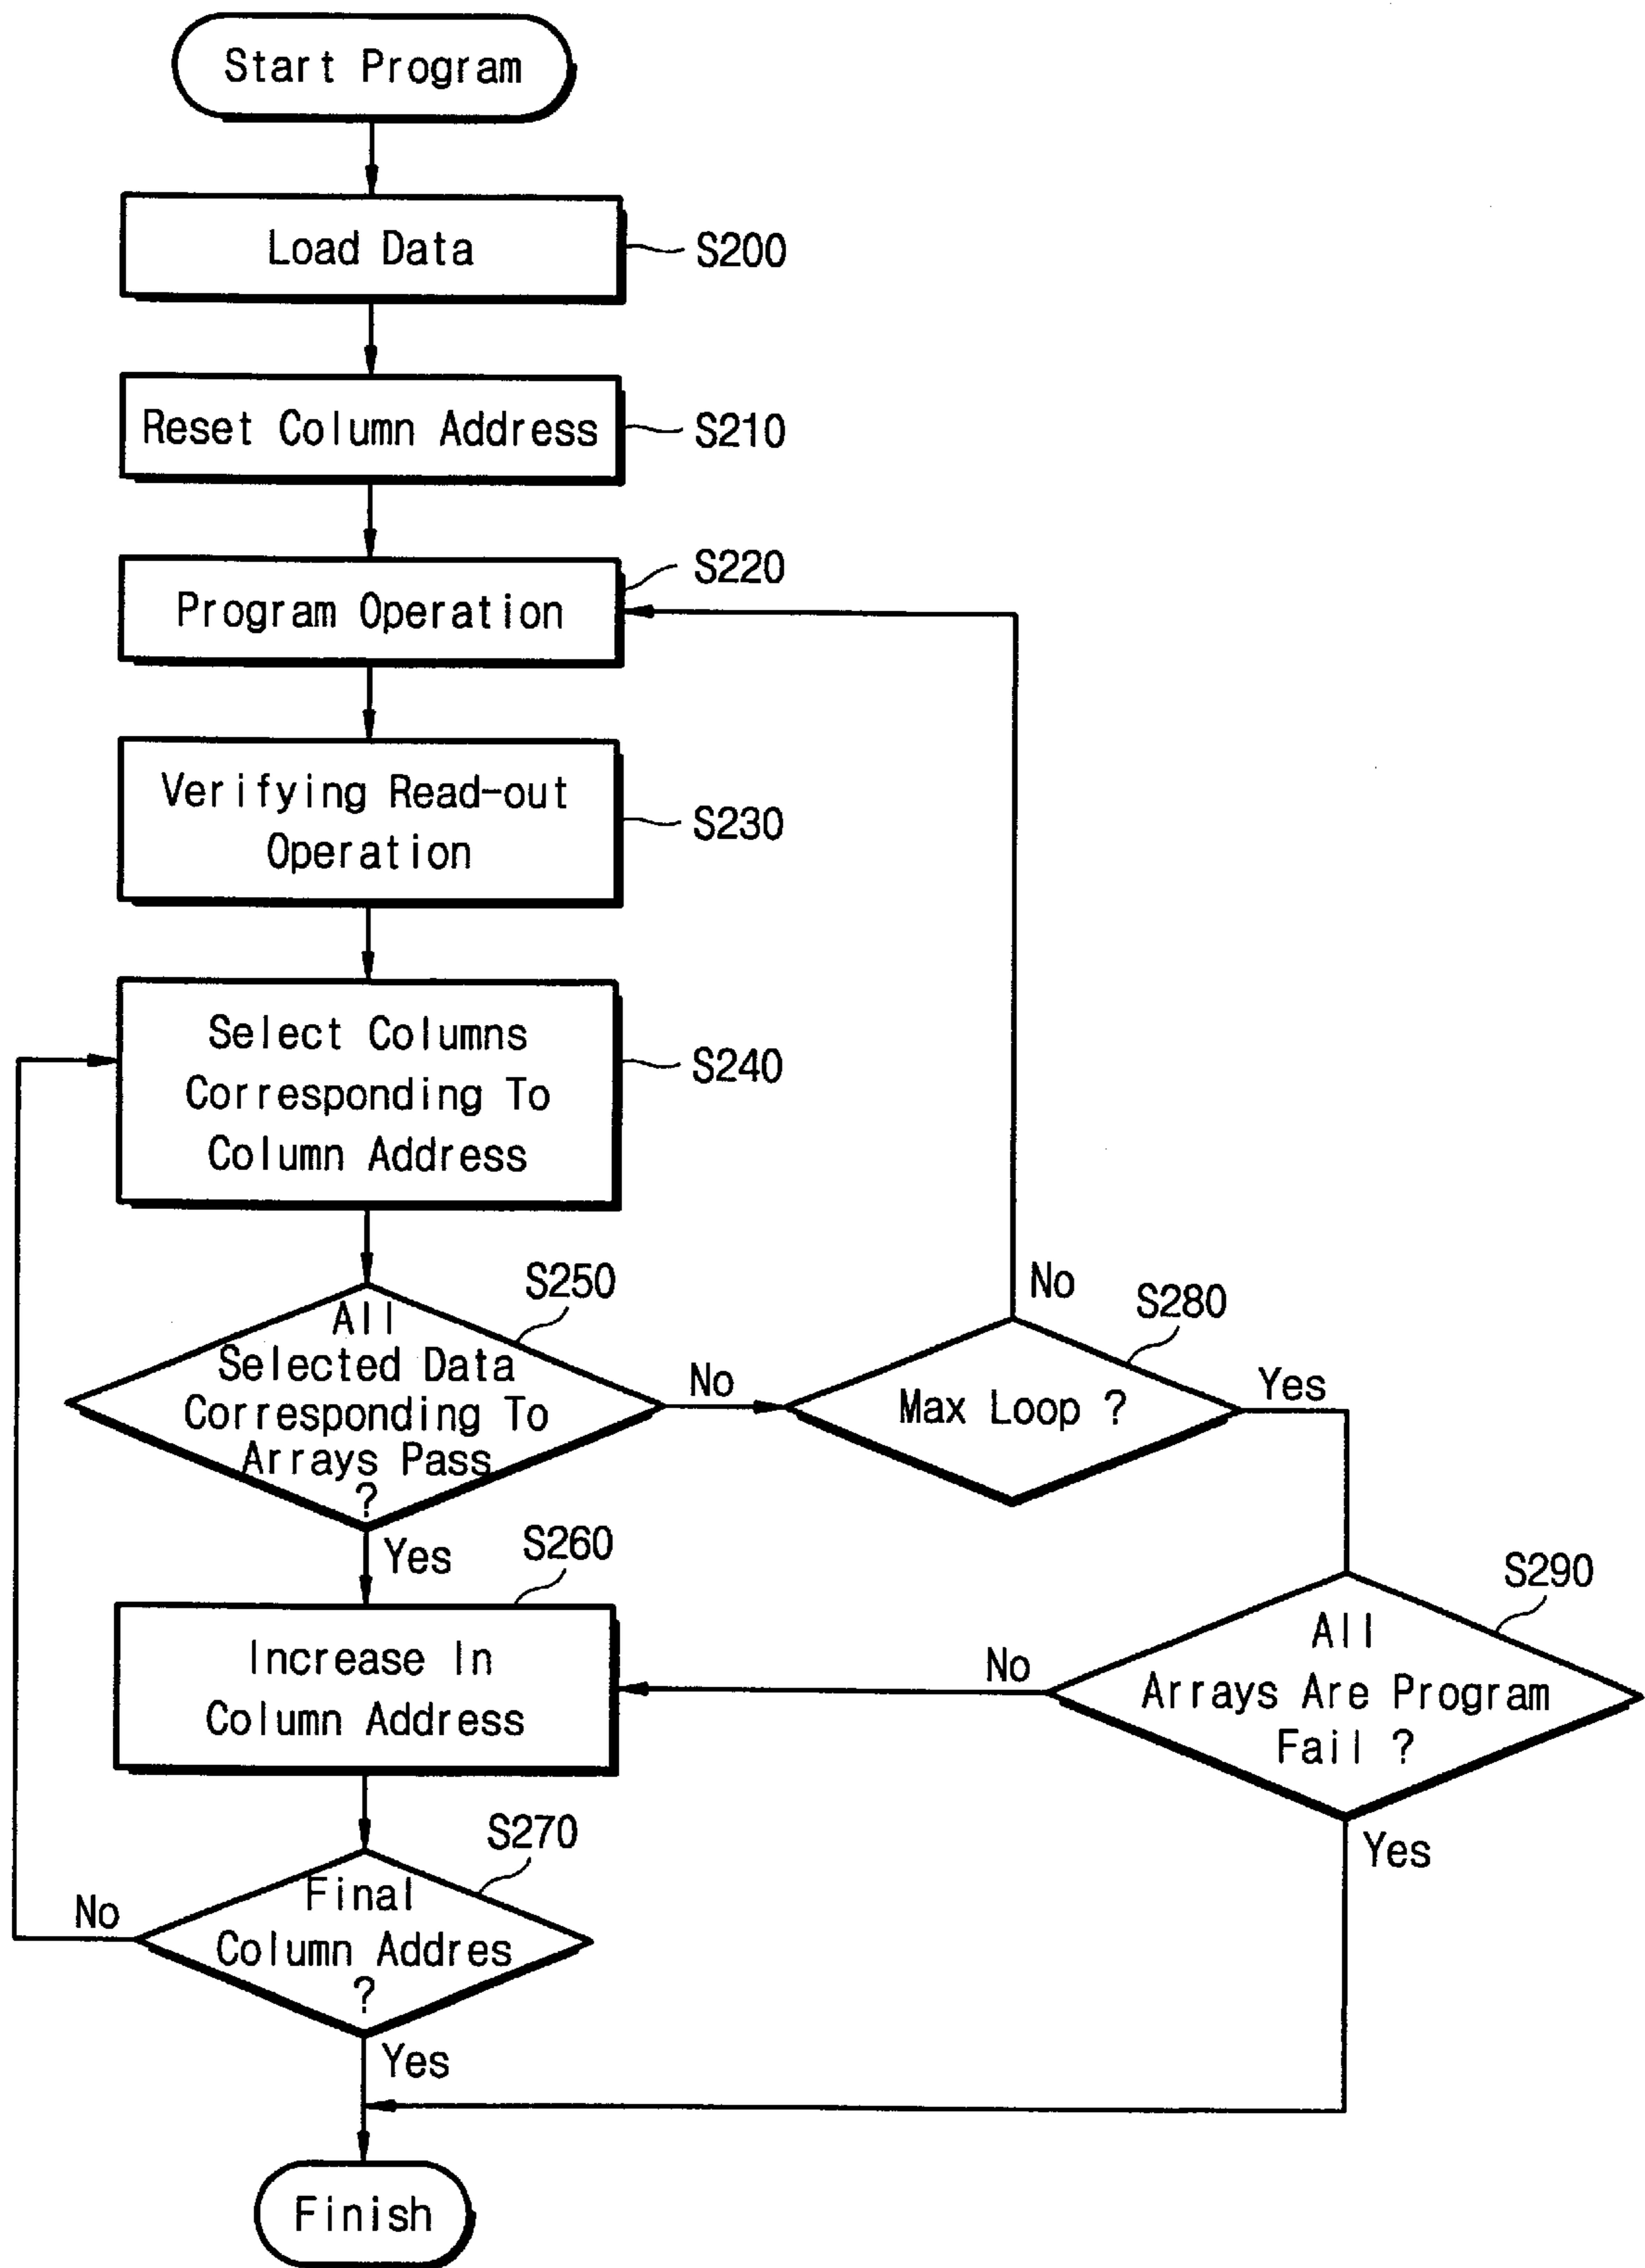 Start Program
Load Data
S200
Reset Column Address
S210
S220
Program Operation
Verifying Read-out
Operation
S230
Select Columns
Corresponding To
Column Address
S240
S250
All
Selected Data
Corresponding To
Arrays Pass
?
No
Yes
No
S280
Max Loop ?
Yes
S260
Increase In
Column Address
No
S290
All
Arrays Are Program
Fail ?
Yes
S270
Final
Column Addres
?
No
Yes
Finish